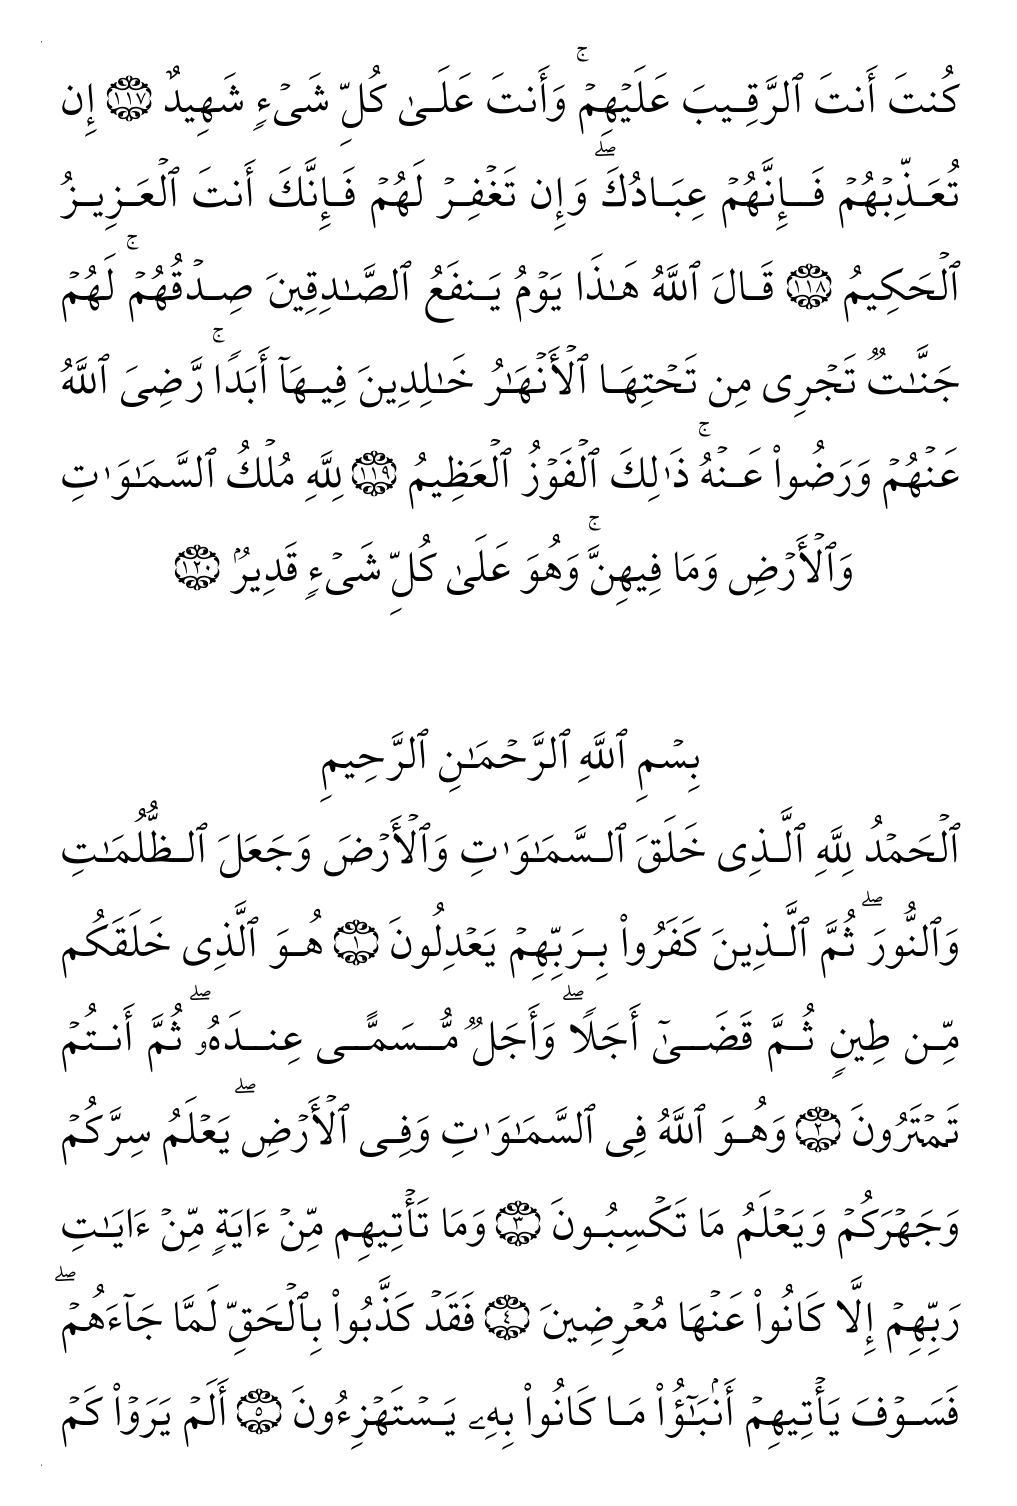 كُنتَ أَنتَ ٱلرَّقِيبَ عَلَيۡهِمۡۚ وَأَنتَ عَلَىٰ كُلِّ شَىۡءٖ شَهِيدٌ ١١٧ إِن
تُعَذِّبۡهُمۡ فَإِنَّهُمۡ عِبَادُكَۖ وَإِن تَغۡفِرۡ لَهُمۡ فَإِنَّكَ أَنتَ ٱلۡعَزِيزُ
ٱلۡحَكِيمُ ١١٨ قَالَ ٱللَّهُ هَٰذَا يَوۡمُ يَنفَعُ ٱلصَّٰدِقِينَ صِدۡقُهُمۡۚ لَهُمۡ
جَنَّٰتٞ تَجۡرِى مِن تَحۡتِهَا ٱلۡأَنۡهَٰرُ خَٰلِدِينَ فِيهَآ أَبَدٗاۚ رَّضِىَ ٱللَّهُ
عَنۡهُمۡ وَرَضُواْ عَنۡهُۚ ذَٰلِكَ ٱلۡفَوۡزُ ٱلۡعَظِيمُ ١١٩ لِلَّهِ مُلۡكُ ٱلسَّمَٰوَٰتِ
وَٱلۡأَرۡضِ وَمَا فِيهِنَّۚ وَهُوَ عَلَىٰ كُلِّ شَىۡءٖ قَدِيرُۢ ١٢٠
بِسۡمِ ٱللَّهِ ٱلرَّحۡمَٰنِ ٱلرَّحِيمِ
ٱلۡحَمۡدُ لِلَّهِ ٱلَّذِى خَلَقَ ٱلسَّمَٰوَٰتِ وَٱلۡأَرۡضَ وَجَعَلَ ٱلظُّلُمَٰتِ
وَٱلنُّورَۖ ثُمَّ ٱلَّذِينَ كَفَرُواْ بِرَبِّهِمۡ يَعۡدِلُونَ ١ هُوَ ٱلَّذِى خَلَقَكُم
مِّن طِينٖ ثُمَّ قَضَىٰٓ أَجَلٗاۖ وَأَجَلٞ مُّسَمًّى عِندَهُۥۖ ثُمَّ أَنتُمۡ
تَمۡتَرُونَ ٢ وَهُوَ ٱللَّهُ فِى ٱلسَّمَٰوَٰتِ وَفِى ٱلۡأَرۡضِۖ يَعۡلَمُ سِرَّكُمۡ
وَجَهۡرَكُمۡ وَيَعۡلَمُ مَا تَكۡسِبُونَ ٣ وَمَا تَأۡتِيهِم مِّنۡ ءَايَةٖ مِّنۡ ءَايَٰتِ
رَبِّهِمۡ إِلَّا كَانُواْ عَنۡهَا مُعۡرِضِينَ ٤ فَقَدۡ كَذَّبُواْ بِٱلۡحَقِّ لَمَّا جَآءَهُمۡۖ
فَسَوۡفَ يَأۡتِيهِمۡ أَنۢبَٰٓؤُاْ مَا كَانُواْ بِهِۦ يَسۡتَهۡزِءُونَ ٥ أَلَمۡ يَرَوۡاْ كَمۡ